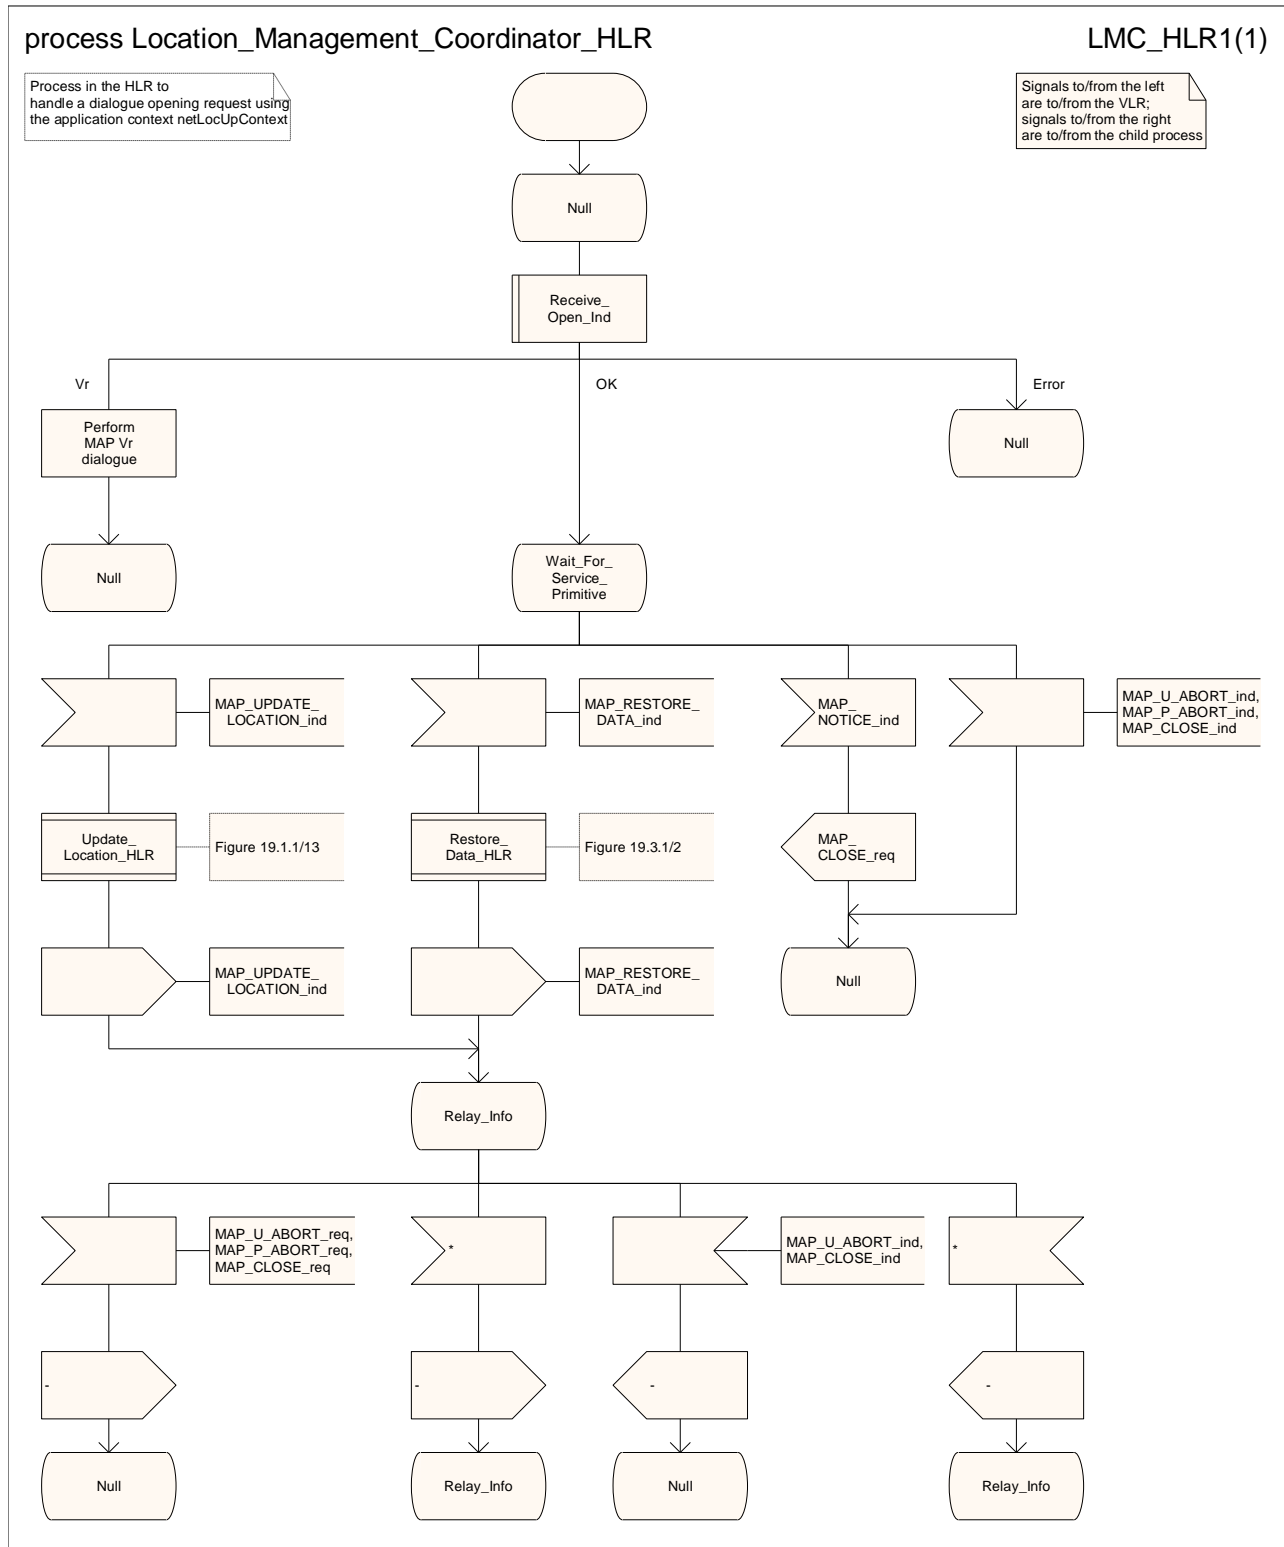 process Location_Management_Coordinator_HLR
LMC_HLR1(1)
Process in the HLR to
handle a dialogue opening request using
the application context netLocUpContext
Signals to/from the left
are to/from the VLR;
signals to/from the right
are to/from the child process
Null
Receive_
Open_Ind
Vr
OK
Error
Perform
MAP Vr
dialogue
Null
Null
Wait_For_
Service_
Primitive
MAP_UPDATE_
LOCATION_ind
MAP_RESTORE_
DATA_ind
MAP_
NOTICE_ind
MAP_U_ABORT_ind,
MAP_P_ABORT_ind,
MAP_CLOSE_ind
Update_
Location_HLR
Figure 19.1.1/13
Restore_
Data_HLR
Figure 19.3.1/2
MAP_
CLOSE_req
MAP_UPDATE_
LOCATION_ind
MAP_RESTORE_
DATA_ind
Null
Relay_Info
MAP_U_ABORT_req,
MAP_P_ABORT_req,
MAP_CLOSE_req
*
MAP_U_ABORT_ind,
MAP_CLOSE_ind
*
-
-
-
-
Null
Relay_Info
Null
Relay_Info